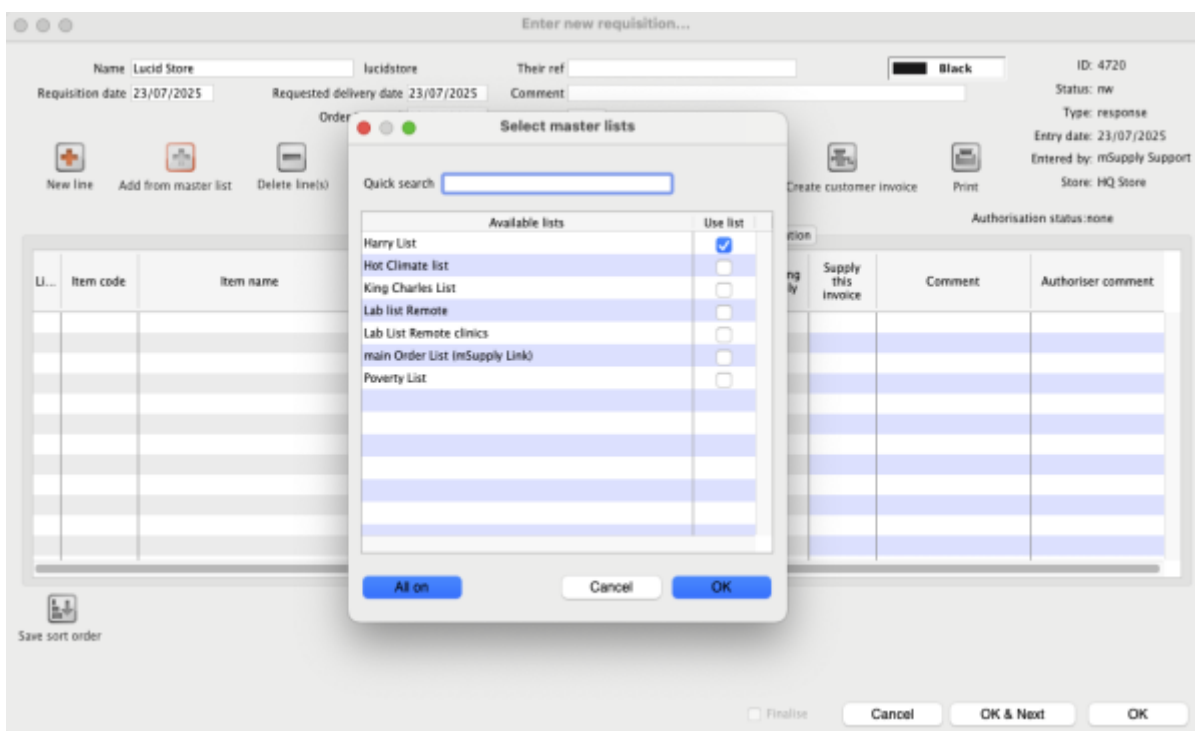 Enter new requisition...
Name Lucid Store lucidstore Their ref Black ID: 4720
Requisition date 23/07/2025 Requested delivery date 23/07/2025 Comment Status: nw
Order
Type: response
Entry date: 23/07/2025
Entered by: mSupply Support
Store: HQ Store
New line Add from master list Delete line(s) Create customer invoice Print
Authorisation status:none
Select master lists
Quick search
Available lists Use list
Harry List
Hot Climate list
King Charles List
Lab list Remote
Lab List Remote clinics
main Order List (mSupply Link)
Poverty List
All on Cancel OK
ation
Li... Item code Item name ng ly Supply this invoice Comment Authoriser comment
Save sort order
Finalise Cancel OK & Next OK